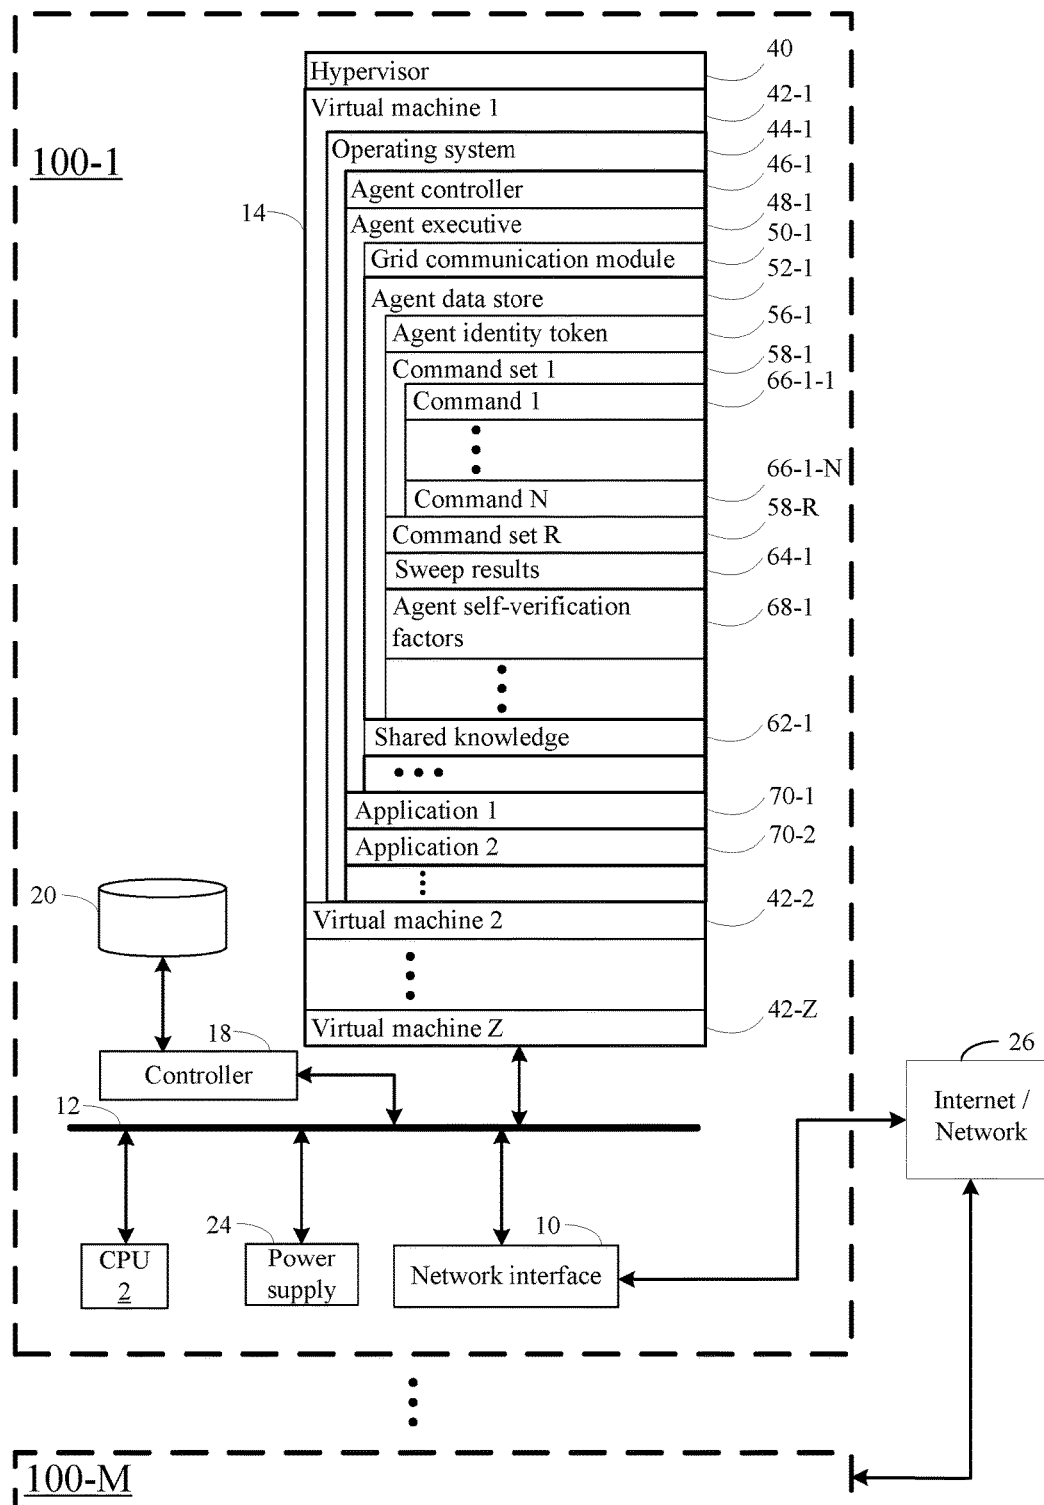 Hypervisor
40
Virtual machine 1
42-1
Operating system
44-1
100-1
Agent controller
46-1
14
Agent executive
48-1
Grid communication module
50-1
Agent data store
52-1
Agent identity token
56-1
Command set 1
58-1
Command 1
66-1-1
Command N
66-1-N
Command set R
58-R
Sweep results
64-1
Agent self-verification
factors
68-1
Shared knowledge
62-1
Application 1
70-1
Application 2
70-2
20
Virtual machine 2
42-2
Virtual machine Z
42-Z
18
Controller
26
Internet /
Network
12
24
10
CPU
2
Power
supply
Network interface
100-M